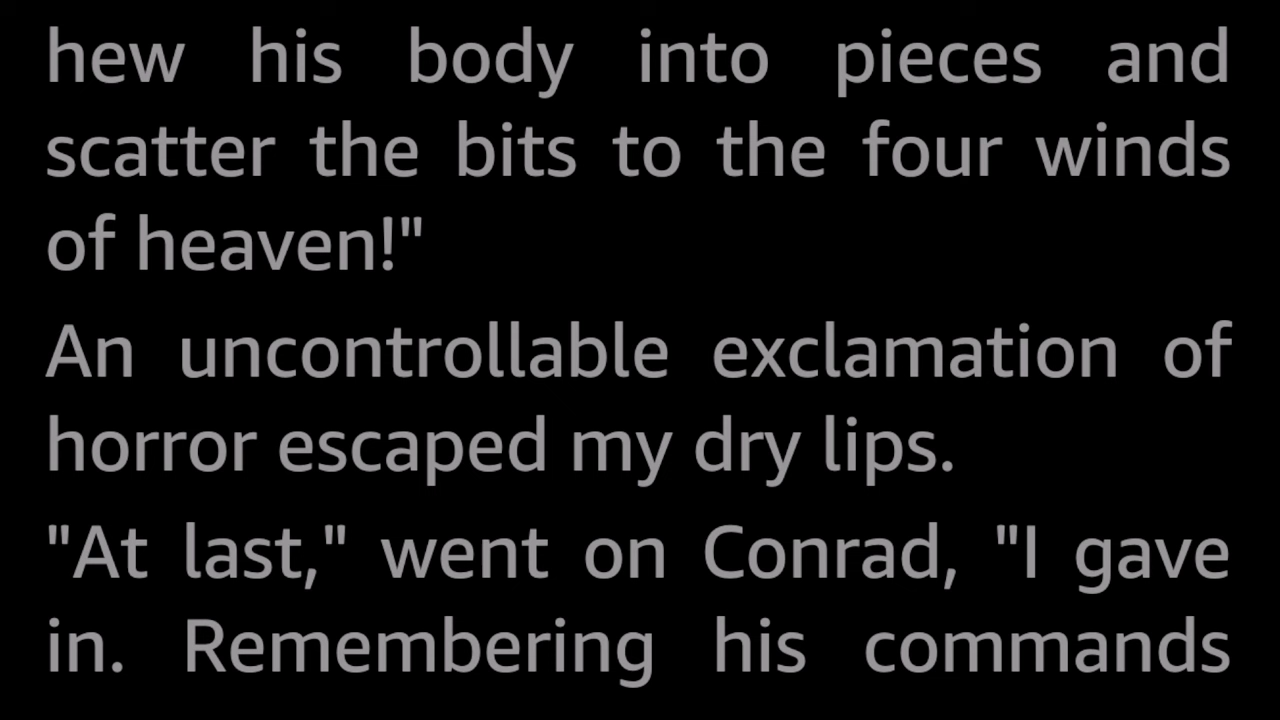 hew his body into pieces and
scatter the bits to the four winds
of heaven!"
An uncontrollable exclamation of
horror escaped my dry lips.
"At last," went on Conrad, "I gave
in. Remembering his commands